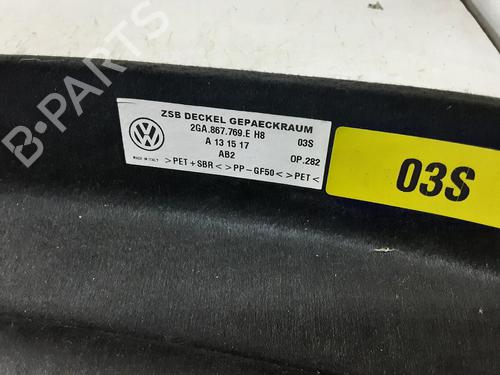 ZSB DECKEL GEPAECKRAUM
2GA.867.769.E H8 03S
A 13 15 17
AB2 OP.282
MADE IN ITALY
>PET+SBR< >PP-GF50< >PET<
03S
B-PARTS